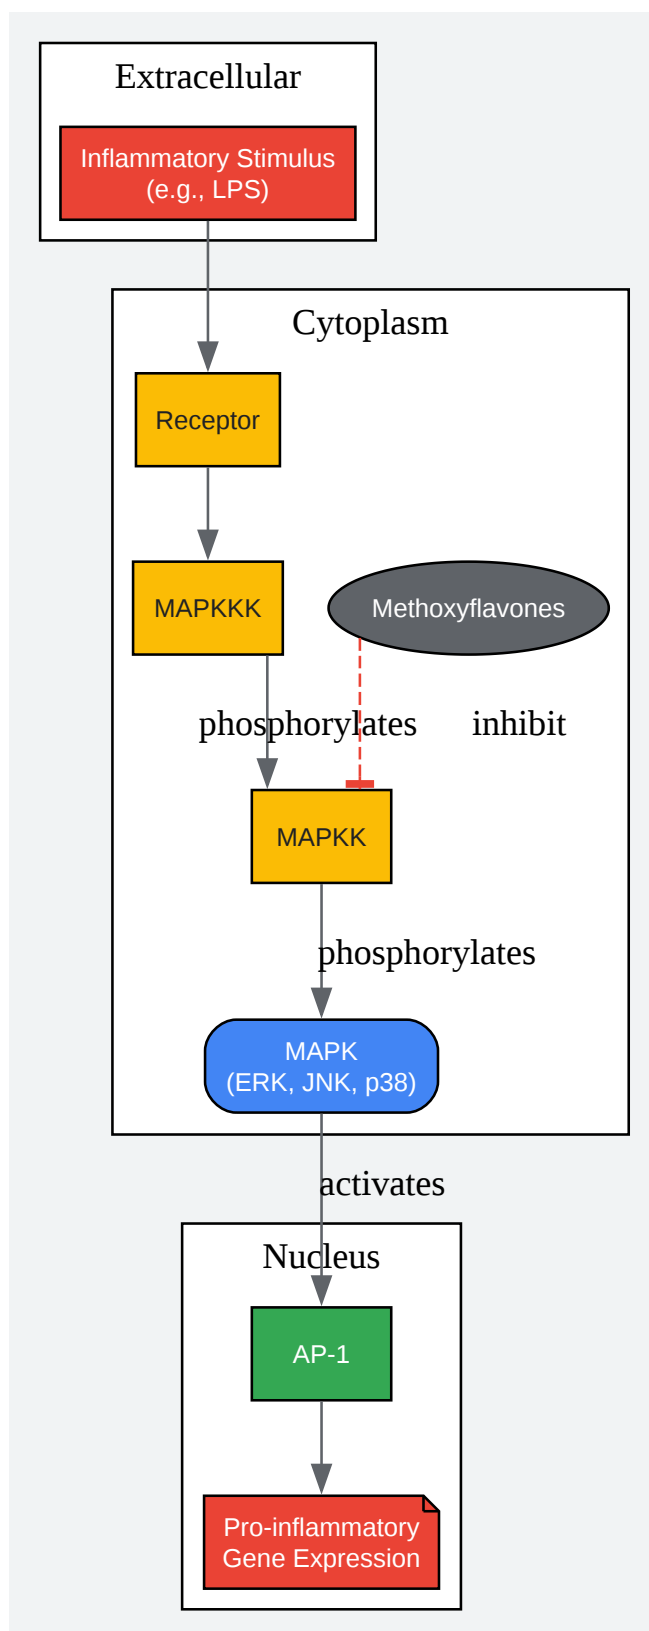 Extracellular
Inflammatory Stimulus
(e.g., LPS)
Cytoplasm
Receptor
MAPKKK
Methoxyflavones
phosphorylates
inhibit
MAPKK
phosphorylates
MAPK
(ERK, JNK, p38)
activates
Nucleus
AP-1
Pro-inflammatory
Gene Expression